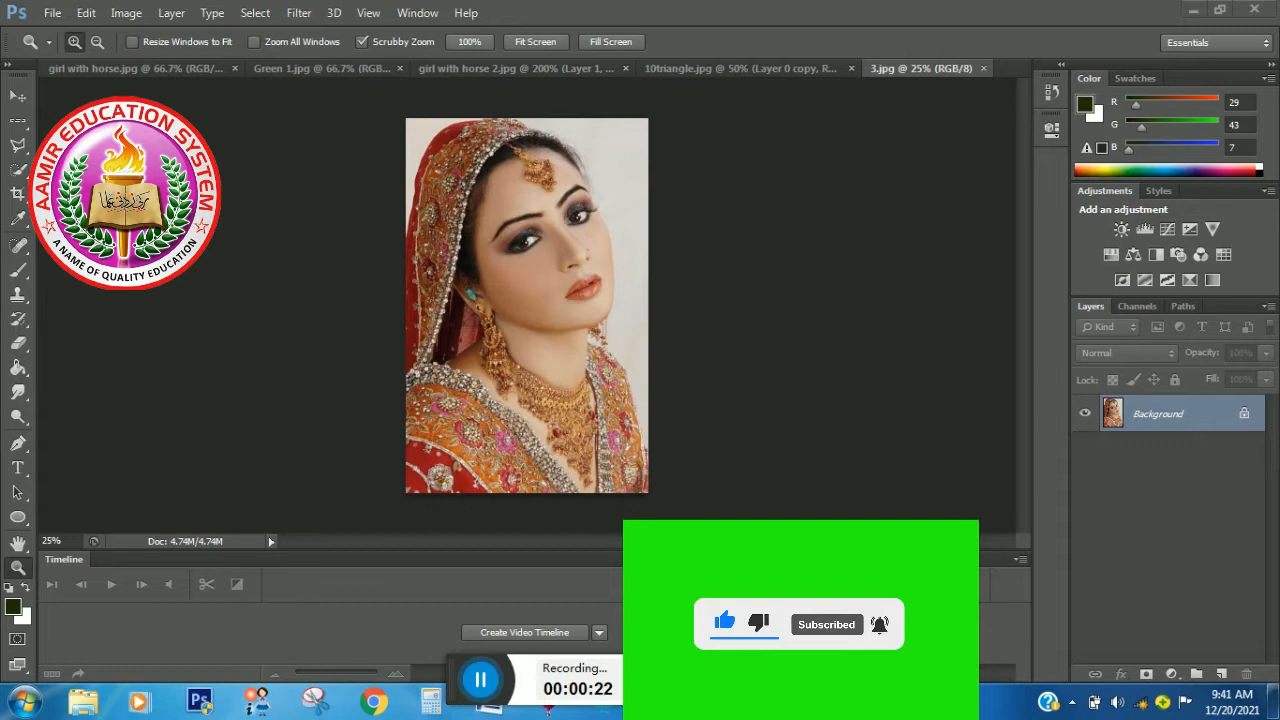 Ps File Edit Image Layer Type Select Filter 3D View Window Help
Resize Windows to Fit Zoom All Windows Scrubby Zoom 100% Fit Screen Fill Screen Essentials
girl with horse.jpg @ 66.7% (RGB/... × Green 1.jpg @ 66.7% (RGB... × girl with horse 2.jpg @ 200% (Layer 1, ... × 10triangle.jpg @ 50% (Layer 0 copy, R... × 3.jpg @ 25% (RGB/8) ×
Color Swatches
R 29
G 43
B 7
Adjustments Styles
Add an adjustment
Layers Channels Paths
Kind
Normal Opacity: 100%
Lock: Fill: 100%
Background
AAMIR EDUCATION SYSTEM
A NAME OF QUALITY EDUCATION
25% Doc: 4.74M/4.74M
Timeline
Create Video Timeline
Subscribed
Recording...
00:00:22
9:41 AM
12/20/2021